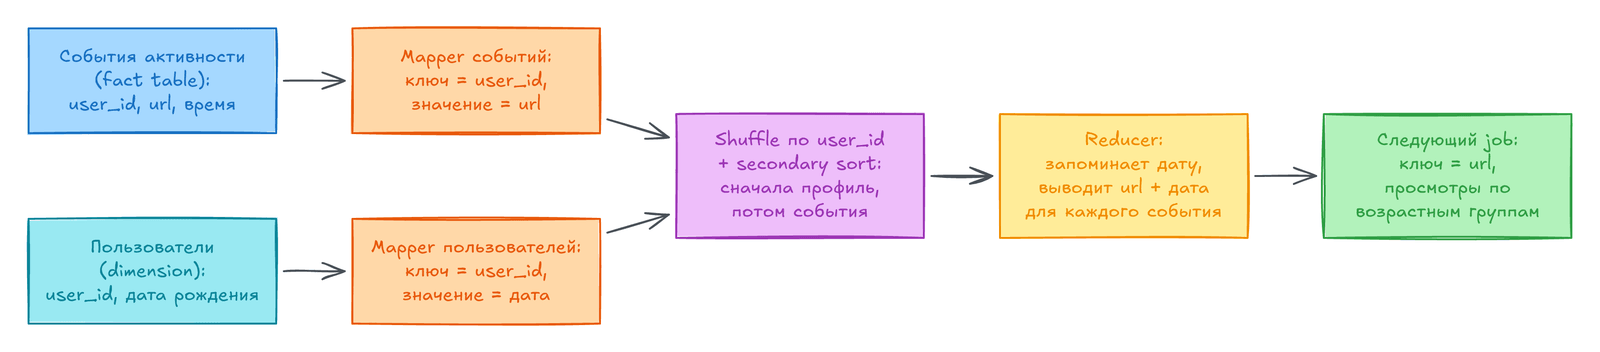 События активности
(fact table):
user_id, url, время
Mapper событий:
ключ = user_id,
значение = url
Пользователи
(dimension):
user_id, дата рождения
Mapper пользователей:
ключ = user_id,
значение = дата
Shuffle по user_id
+ secondary sort:
сначала профиль,
потом события
Reducer:
запоминает дату,
выводит url + дата
для каждого события
Следующий job:
ключ = url,
просмотры по
возрастным группам